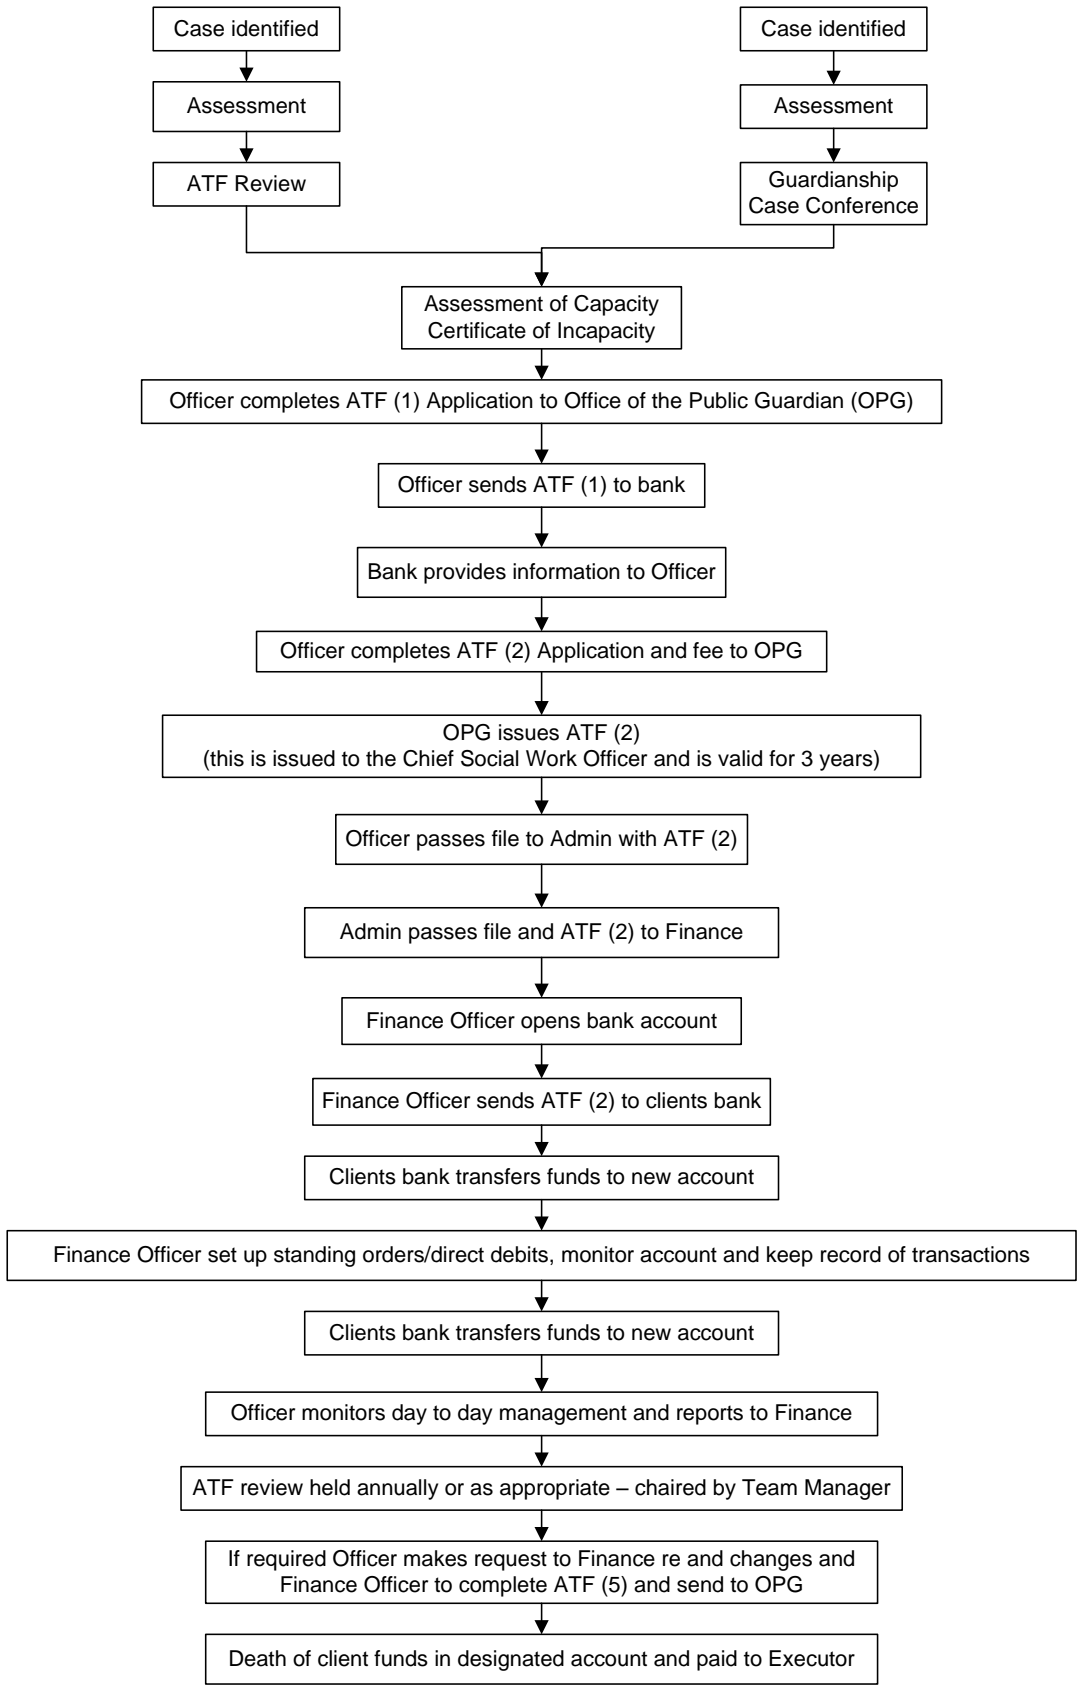 Case identified
Case identified
Assessment
Assessment
ATF Review
Guardianship
Case Conference
Assessment of Capacity
Certificate of Incapacity
Officer completes ATF (1) Application to Office of the Public Guardian (OPG)
Officer sends ATF (1) to bank
Bank provides information to Officer
Officer completes ATF (2) Application and fee to OPG
OPG issues ATF (2)
(this is issued to the Chief Social Work Officer and is valid for 3 years)
Officer passes file to Admin with ATF (2)
Admin passes file and ATF (2) to Finance
Finance Officer opens bank account
Finance Officer sends ATF (2) to clients bank
Clients bank transfers funds to new account
Finance Officer set up standing orders/direct debits, monitor account and keep record of transactions
Clients bank transfers funds to new account
Officer monitors day to day management and reports to Finance
ATF review held annually or as appropriate – chaired by Team Manager
If required Officer makes request to Finance re and changes and
Finance Officer to complete ATF (5) and send to OPG
Death of client funds in designated account and paid to Executor